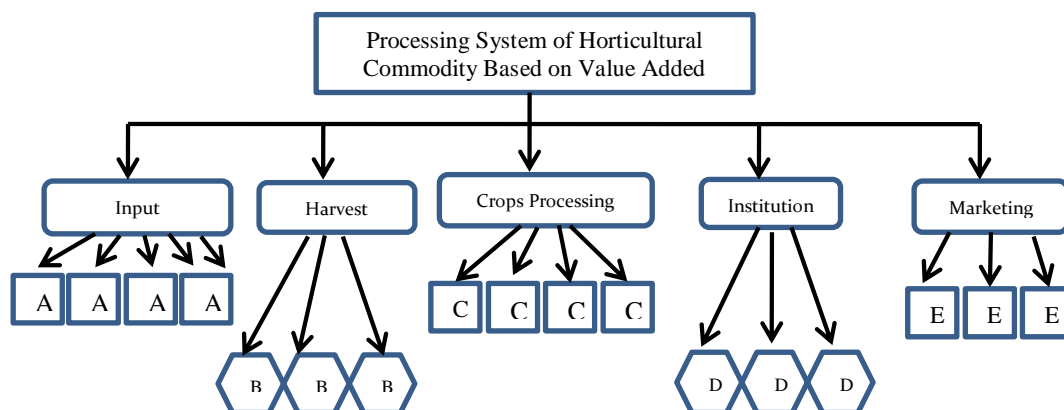 Processing System of Horticultural
Commodity Based on Value Added
Input
Harvest
Crops Processing
Institution
Marketing
A
A
A
A
B
B
B
C
C
C
C
D
D
D
E
E
E